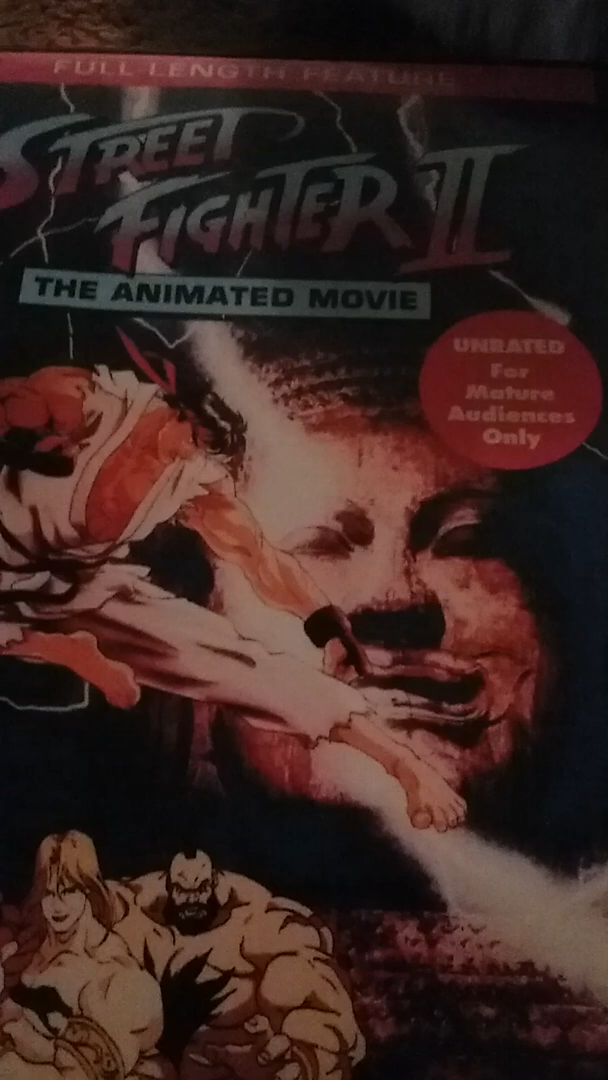 FULL LENGTH FEATURE
STREET
FIGHTER II
THE ANIMATED MOVIE
UNRATED
For
Mature
Audiences
Only